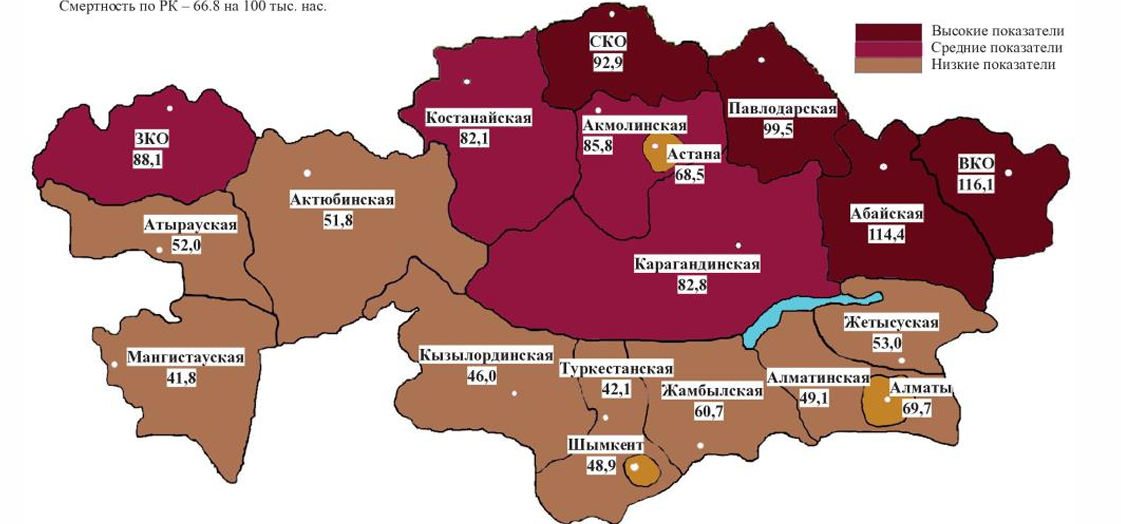 Смертность по РК – 66.8 на 100 тыс. нас.
Высокие показатели
Средние показатели
Низкие показатели
СКО
92,9
Костанайская
82,1
Акмолинская
85,8
Павлодарская
99,5
ЗКО
88,1
Астана
68,5
ВКО
116,1
Актюбинская
51,8
Атырауская
52,0
Абайская
114,4
Карагандинская
82,8
Жетысуская
53,0
Мангистауская
41,8
Кызылординская
46,0
Туркестанская
42,1
Жамбылская
60,7
Алматинская
49,1
Алматы
69,7
Шымкент
48,9